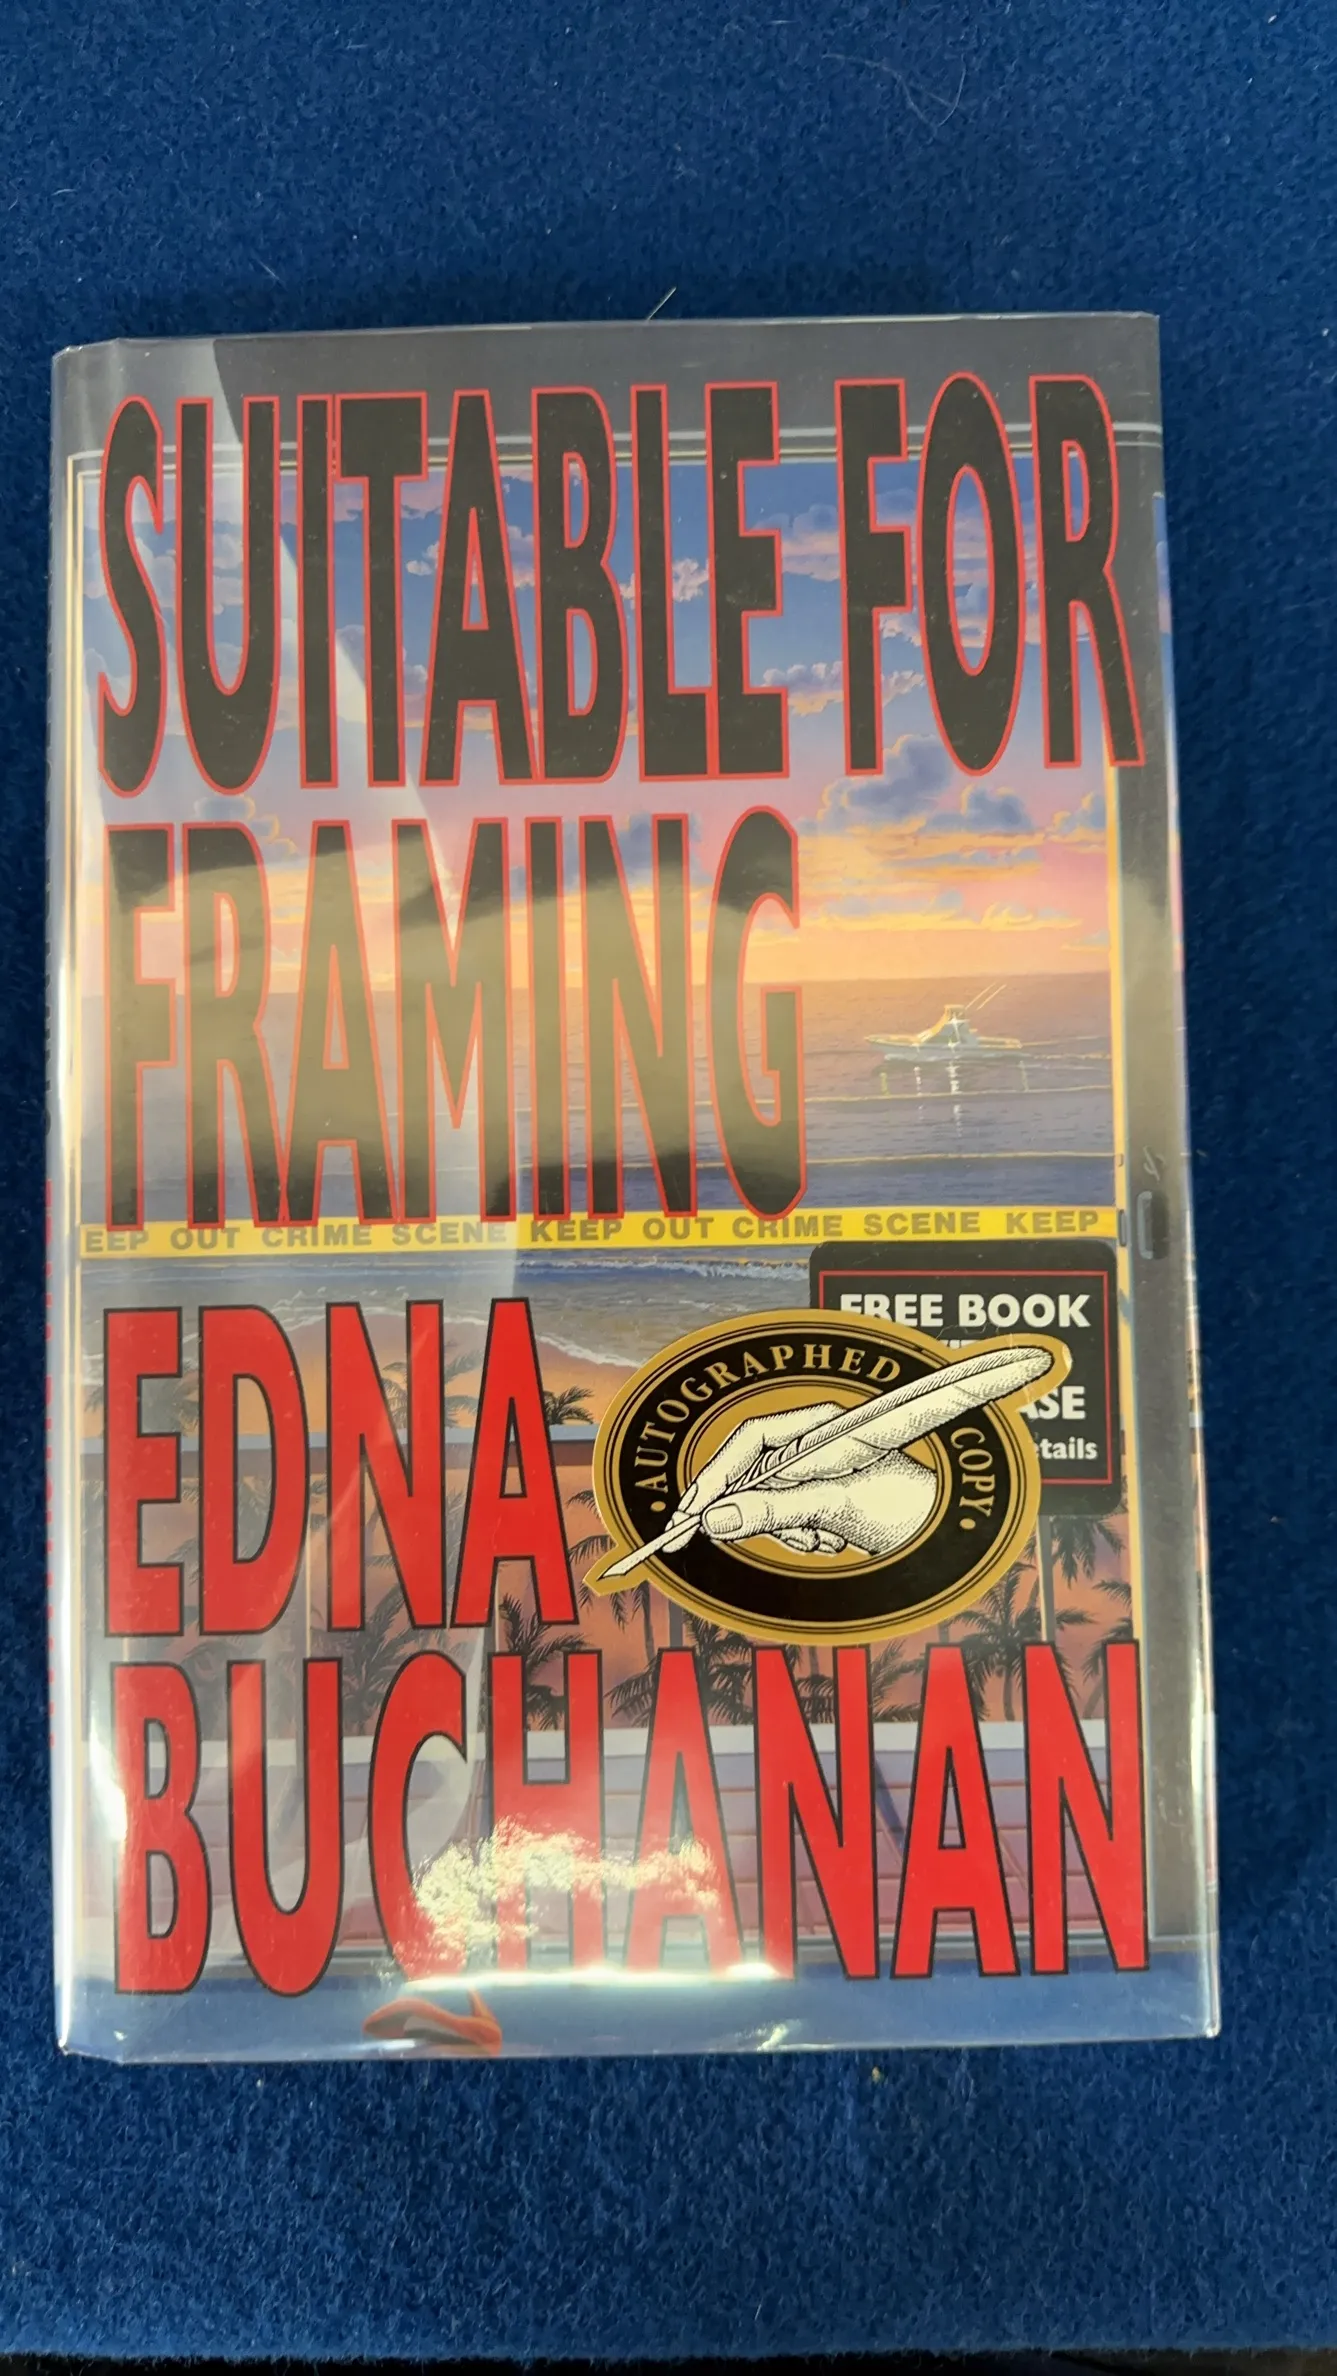 SUITABLE FOR
FRAMING
EEP OUT CRIME SCENE KEEP OUT CRIME SCENE KEEP
FREE BOOK
ASE
etails
AUTOGRAPHED COPY
EDNA
BUCHANAN